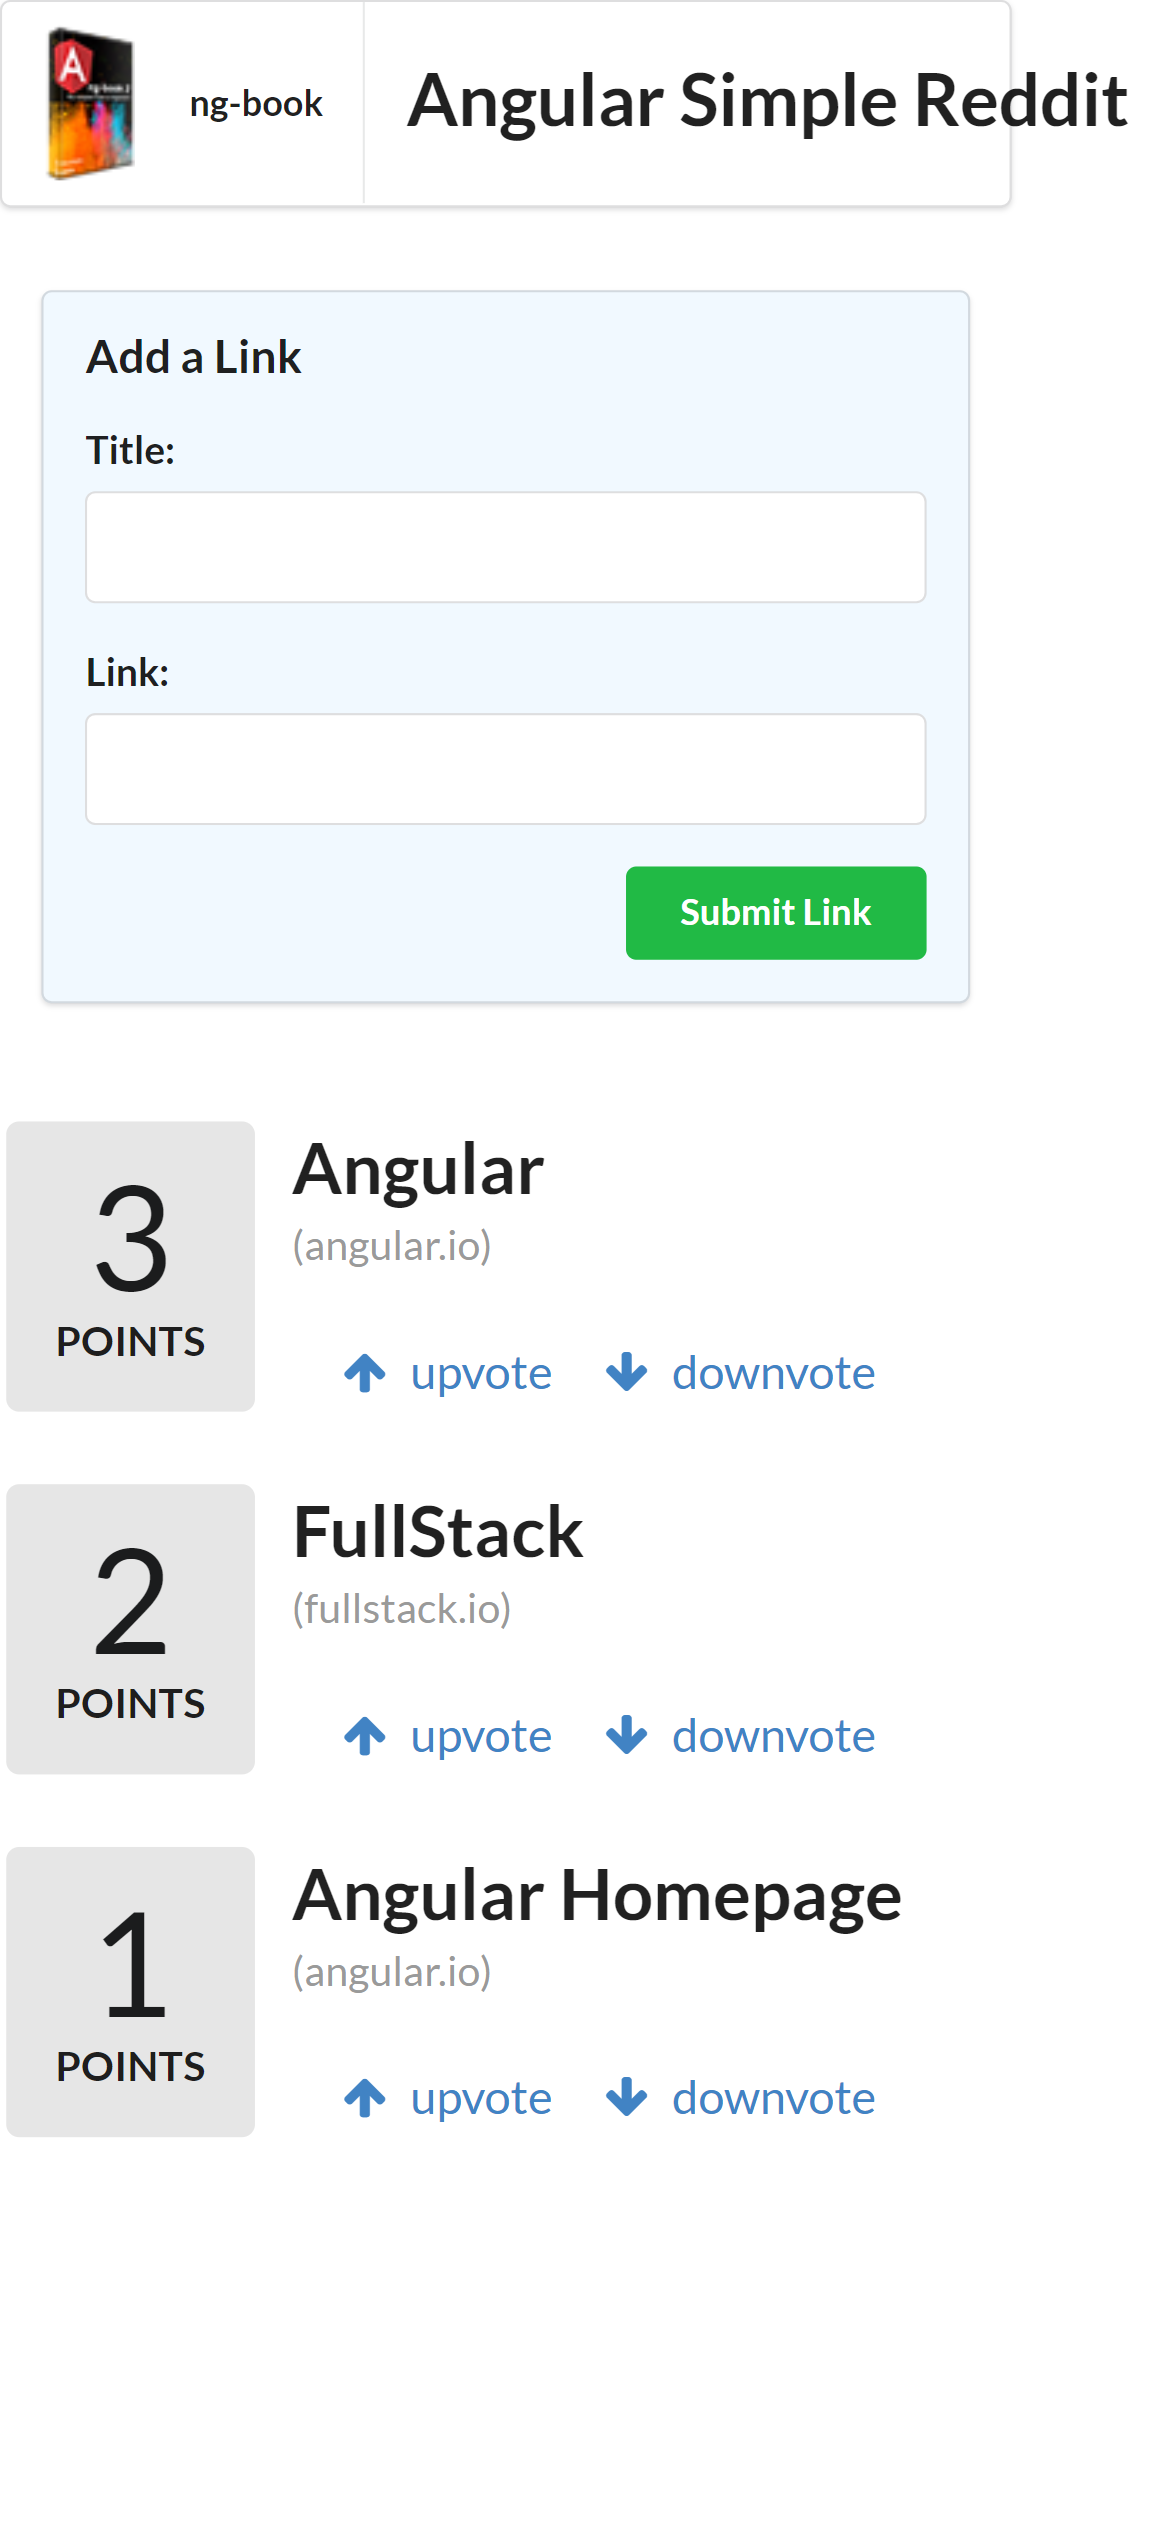 ng-book
Angular Simple Reddit
Add a Link
Title:
Link:
Submit Link
3
POINTS
Angular
(angular.io)
upvote downvote
2
POINTS
FullStack
(fullstack.io)
upvote downvote
1
POINTS
Angular Homepage
(angular.io)
upvote downvote